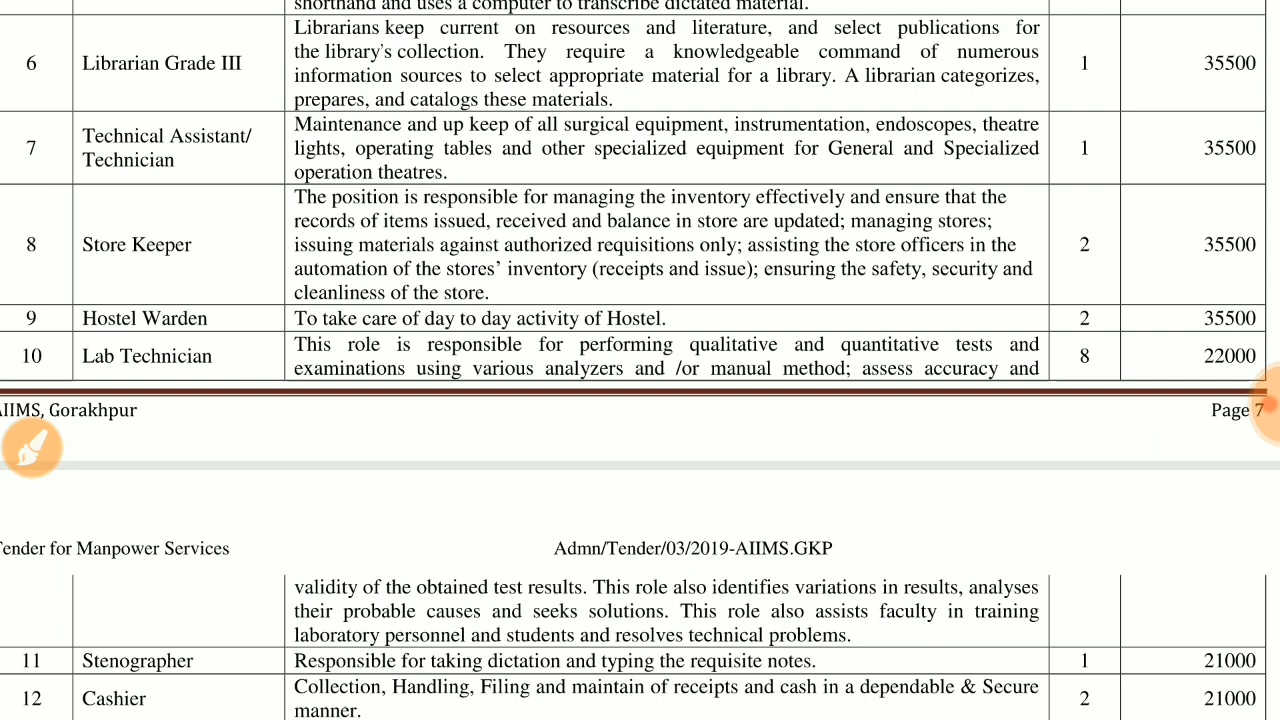 shorthand and uses a computer to transcribe dictated material.
6
Librarian Grade III
Librarians keep current on resources and literature, and select publications for
the library's collection. They require a knowledgeable command of numerous
information sources to select appropriate material for a library. A librarian categorizes,
prepares, and catalogs these materials.
1
35500
7
Technical Assistant/
Technician
Maintenance and up keep of all surgical equipment, instrumentation, endoscopes, theatre
lights, operating tables and other specialized equipment for General and Specialized
operation theatres.
1
35500
8
Store Keeper
The position is responsible for managing the inventory effectively and ensure that the
records of items issued, received and balance in store are updated; managing stores;
issuing materials against authorized requisitions only; assisting the store officers in the
automation of the stores’ inventory (receipts and issue); ensuring the safety, security and
cleanliness of the store.
2
35500
9
Hostel Warden
To take care of day to day activity of Hostel.
2
35500
10
Lab Technician
This role is responsible for performing qualitative and quantitative tests and
examinations using various analyzers and /or manual method; assess accuracy and
8
22000
AIIMS, Gorakhpur
Page 7
Tender for Manpower Services
Admn/Tender/03/2019-AIIMS.GKP
validity of the obtained test results. This role also identifies variations in results, analyses
their probable causes and seeks solutions. This role also assists faculty in training
laboratory personnel and students and resolves technical problems.
11
Stenographer
Responsible for taking dictation and typing the requisite notes.
1
21000
12
Cashier
Collection, Handling, Filing and maintain of receipts and cash in a dependable & Secure
manner.
2
21000